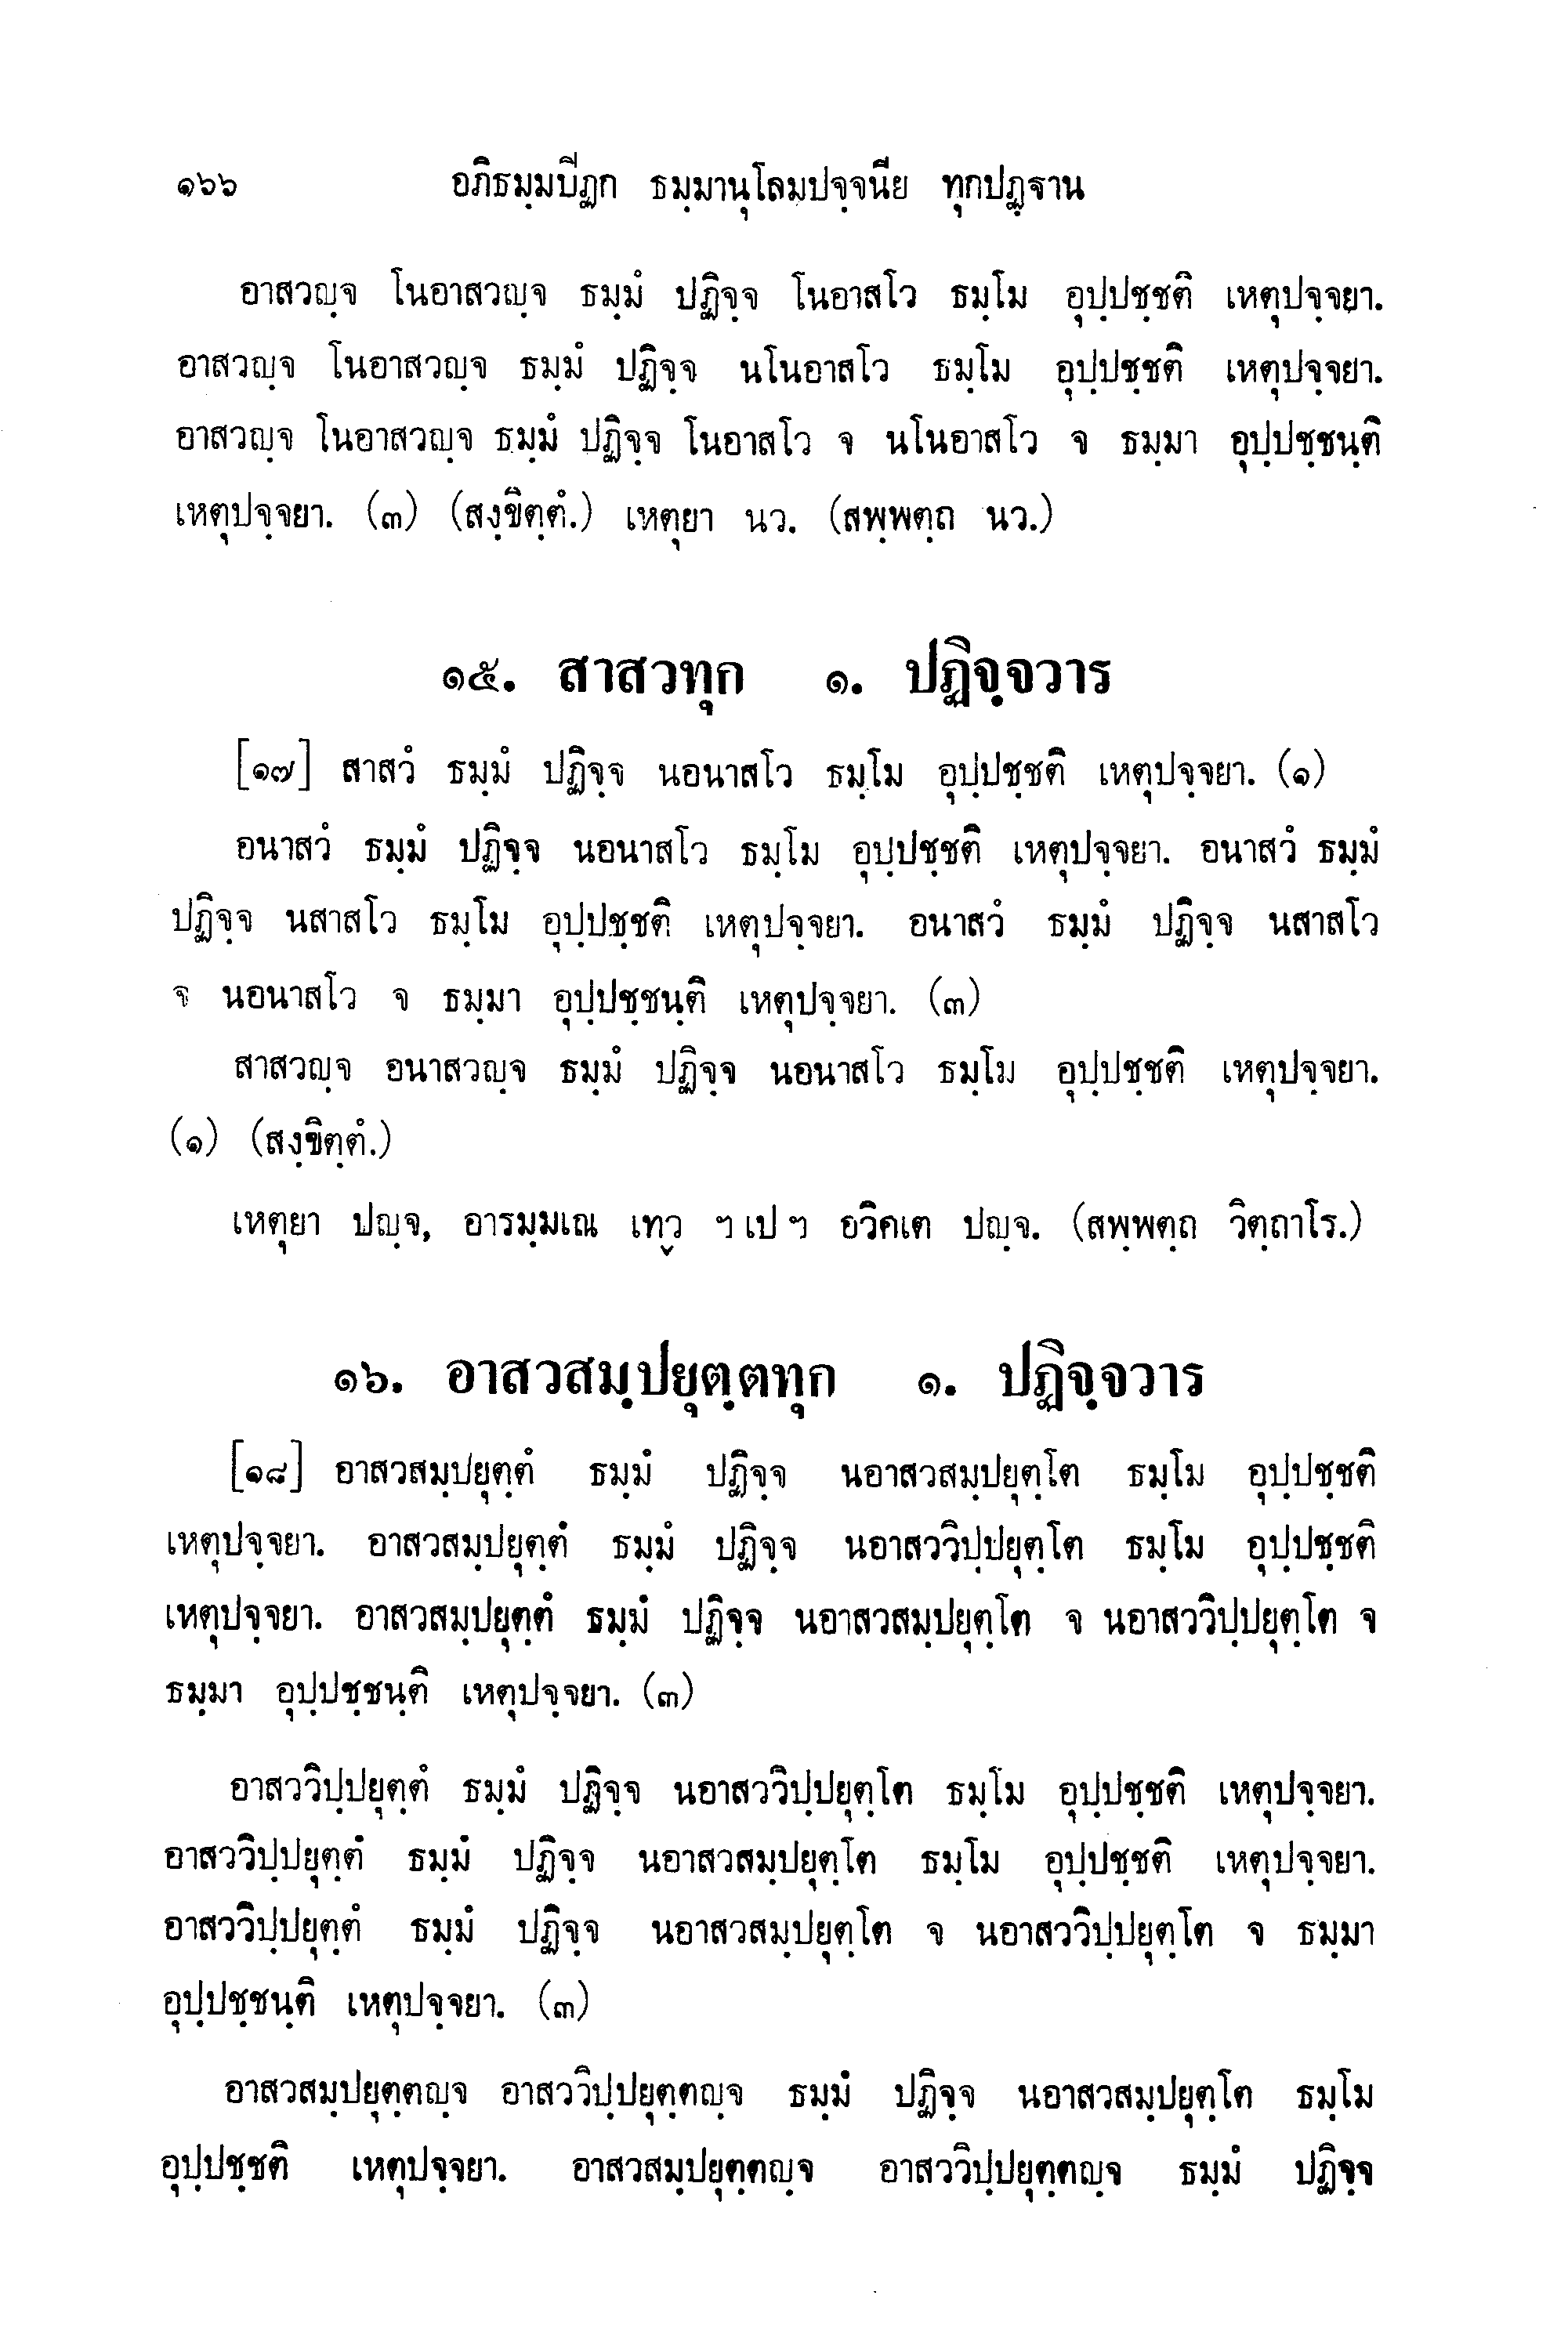 ๑๖๖ อภิธมฺมปีฏก ธมฺมานุโลมปจฺจนีย ทุกปฏฺฐาน
อาสวญฺจ โนอาสวญฺจ ธมฺมํ ปฏิจฺจ โนอาสโว ธมฺโม อุปฺปชฺชติ เหตุปจฺจยา.
อาสวญฺจ โนอาสวญฺจ ธมฺมํ ปฏิจฺจ นโนอาสโว ธมฺโม อุปฺปชฺชติ เหตุปจฺจยา.
อาสวญฺจ โนอาสวญฺจ ธมฺมํ ปฏิจฺจ โนอาสโว จ นโนอาสโว จ ธมฺมา อุปฺปชฺชนฺติ
เหตุปจฺจยา. (๓) (สงฺขิตฺตํ.) เหตุยา นว. (สพฺพตฺถ นว.)
๑๕. สาสวทุก ๑. ปฏิจฺจวาร
[๑๗] สาสวํ ธมฺมํ ปฏิจฺจ นอนาสโว ธมฺโม อุปฺปชฺชติ เหตุปจฺจยา. (๑)
อนาสวํ ธมฺมํ ปฏิจฺจ นอนาสโว ธมฺโม อุปฺปชฺชติ เหตุปจฺจยา. อนาสวํ ธมฺมํ
ปฏิจฺจ นสาสโว ธมฺโม อุปฺปชฺชติ เหตุปจฺจยา. อนาสวํ ธมฺมํ ปฏิจฺจ นสาสโว
จ นอนาสโว จ ธมฺมา อุปฺปชฺชนฺติ เหตุปจฺจยา. (๓)
สาสวญฺจ อนาสวญฺจ ธมฺมํ ปฏิจฺจ นอนาสโว ธมฺโม อุปฺปชฺชติ เหตุปจฺจยา.
(๑) (สงฺขิตฺตํ.)
เหตุยา ปญฺจ, อารมฺมเณ เทฺว ฯ เป ฯ อวิคเต ปญฺจ. (สพฺพตฺถ วิตฺถาโร.)
๑๖. อาสวสมฺปยุตฺตทุก ๑. ปฏิจฺจวาร
[๑๘] อาสวสมฺปยุตฺตํ ธมฺมํ ปฏิจฺจ นอาสวสมฺปยุตฺโต ธมฺโม อุปฺปชฺชติ
เหตุปจฺจยา. อาสวสมฺปยุตฺตํ ธมฺมํ ปฏิจฺจ นอาสววิปฺปยุตฺโต ธมฺโม อุปฺปชฺชติ
เหตุปจฺจยา. อาสวสมฺปยุตฺตํ ธมฺมํ ปฏิจฺจ นอาสวสมฺปยุตฺโต จ นอาสววิปฺปยุตฺโต จ
ธมฺมา อุปฺปชฺชนฺติ เหตุปจฺจยา. (๓)
อาสววิปฺปยุตฺตํ ธมฺมํ ปฏิจฺจ นอาสววิปฺปยุตฺโต ธมฺโม อุปฺปชฺชติ เหตุปจฺจยา.
อาสววิปฺปยุตฺตํ ธมฺมํ ปฏิจฺจ นอาสวสมฺปยุตฺโต ธมฺโม อุปฺปชฺชติ เหตุปจฺจยา.
อาสววิปฺปยุตฺตํ ธมฺมํ ปฏิจฺจ นอาสวสมฺปยุตฺโต จ นอาสววิปฺปยุตฺโต จ ธมฺมา
อุปฺปชฺชนฺติ เหตุปจฺจยา. (๓)
อาสวสมฺปยุตฺตญฺจ อาสววิปฺปยุตฺตญฺจ ธมฺมํ ปฏิจฺจ นอาสวสมฺปยุตฺโต ธมฺโม
อุปฺปชฺชติ เหตุปจฺจยา. อาสวสมฺปยุตฺตญฺจ อาสววิปฺปยุตฺตญฺจ ธมฺมํ ปฏิจฺจ